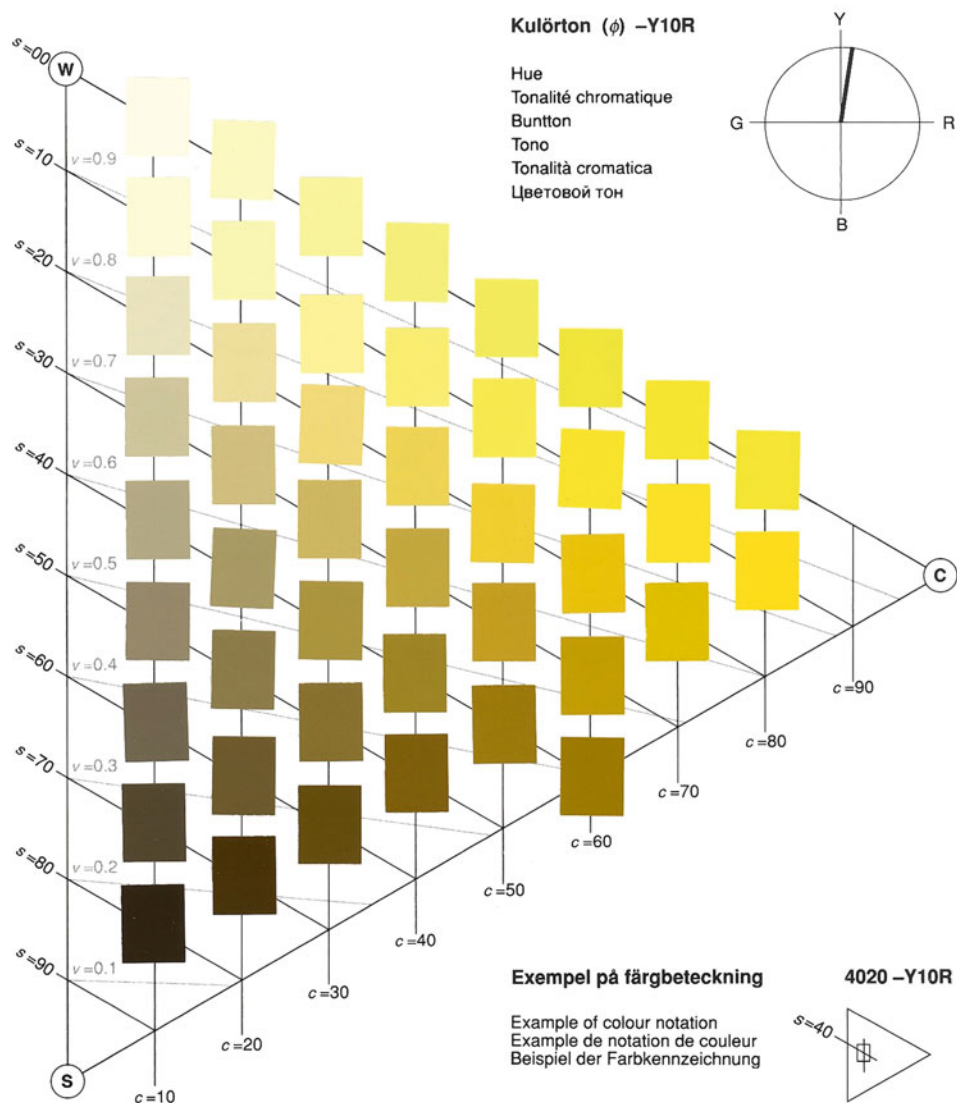 Kulörton (ϕ) –Y10R
Hue
Tonalité chromatique
Buntton
Tono
Tonalità cromatica
Цветовой тон
Y
G
R
B
s=00
W
s=10
v=0.9
s=20
v=0.8
s=30
v=0.7
s=40
v=0.6
s=50
v=0.5
s=60
v=0.4
s=70
v=0.3
s=80
v=0.2
s=90
v=0.1
S
C
c=90
c=80
c=70
c=60
c=50
c=40
c=30
c=20
c=10
Exempel på färgbeteckning 4020 –Y10R
Example of colour notation
Example de notation de couleur
Beispiel der Farbkennzeichnung
s=40